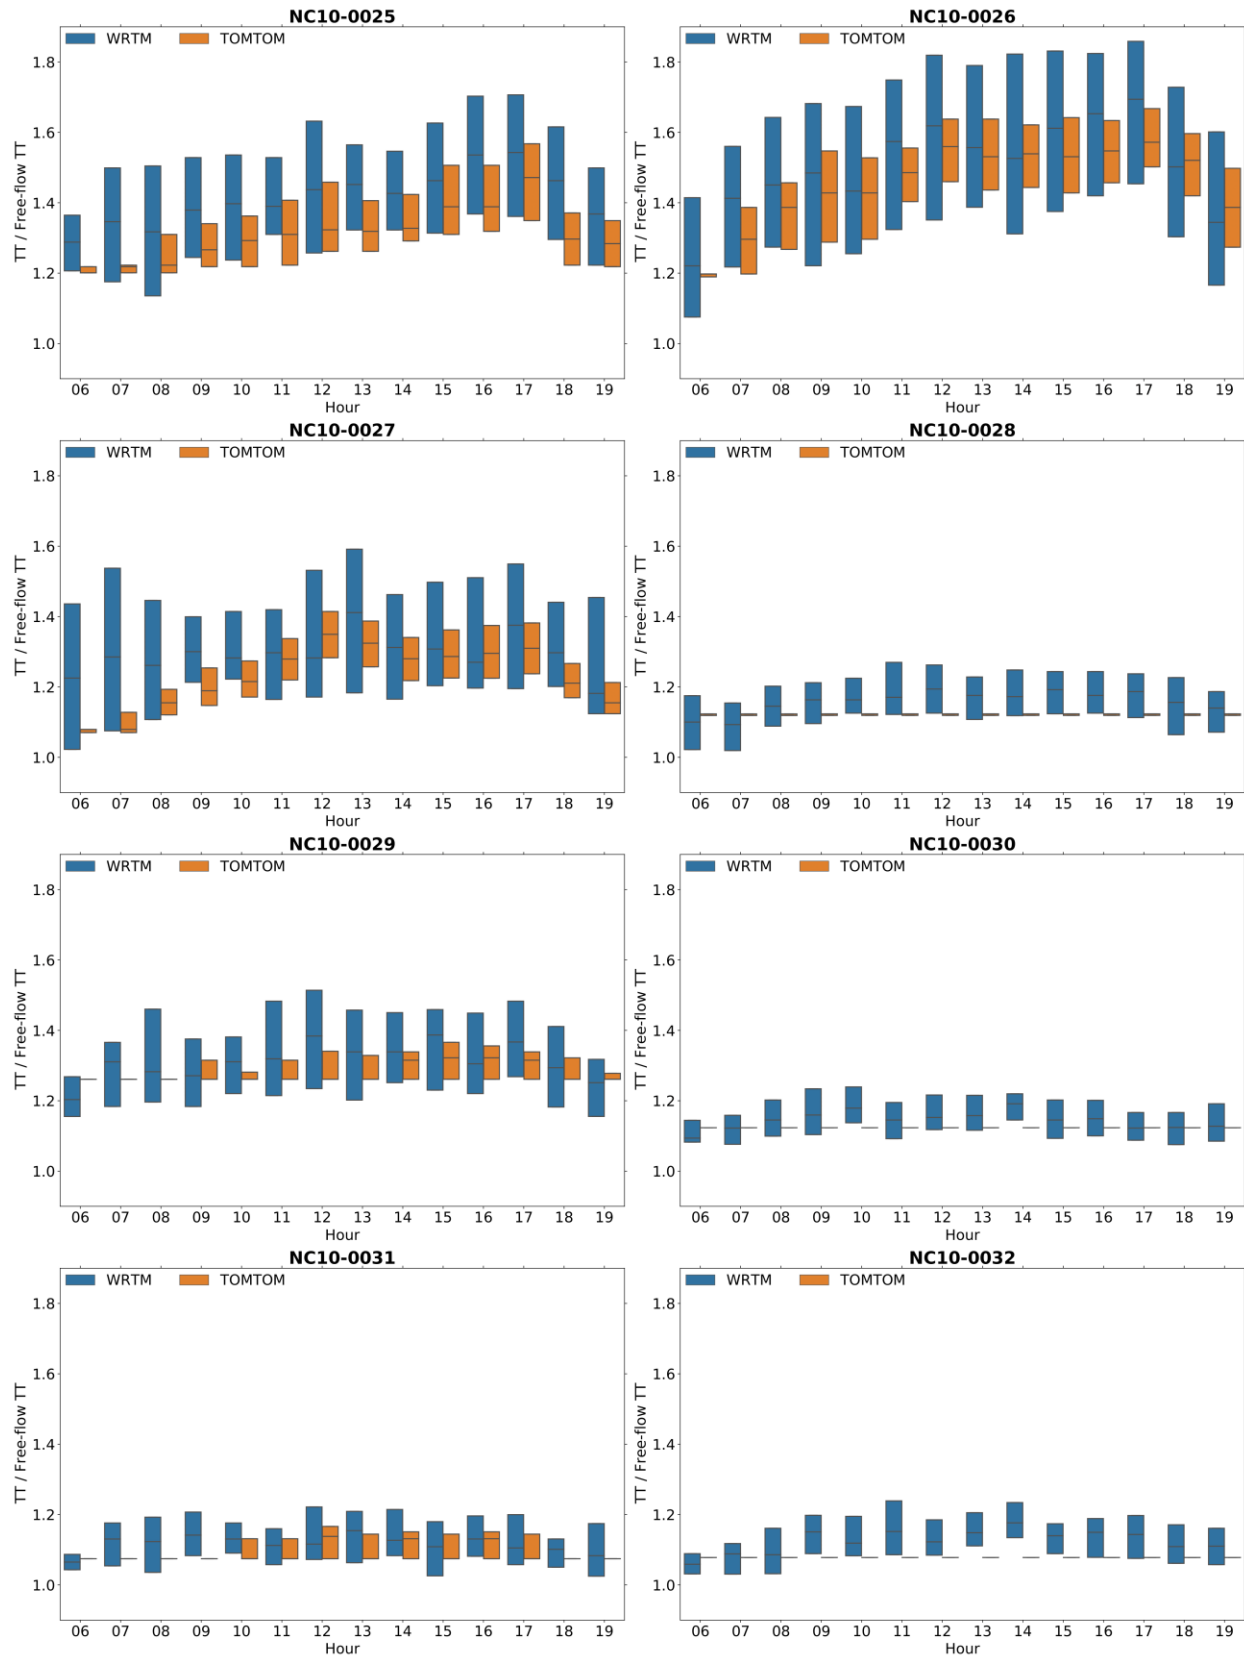 NC10-0025
WRTM TOMTOM
TT / Free-flow TT
1.8
1.6
1.4
1.2
1.0
06 07 08 09 10 11 12 13 14 15 16 17 18 19
Hour
NC10-0026
WRTM TOMTOM
TT / Free-flow TT
1.8
1.6
1.4
1.2
1.0
06 07 08 09 10 11 12 13 14 15 16 17 18 19
Hour
NC10-0027
WRTM TOMTOM
TT / Free-flow TT
1.8
1.6
1.4
1.2
1.0
06 07 08 09 10 11 12 13 14 15 16 17 18 19
Hour
NC10-0028
WRTM TOMTOM
TT / Free-flow TT
1.8
1.6
1.4
1.2
1.0
06 07 08 09 10 11 12 13 14 15 16 17 18 19
Hour
NC10-0029
WRTM TOMTOM
TT / Free-flow TT
1.8
1.6
1.4
1.2
1.0
06 07 08 09 10 11 12 13 14 15 16 17 18 19
Hour
NC10-0030
WRTM TOMTOM
TT / Free-flow TT
1.8
1.6
1.4
1.2
1.0
06 07 08 09 10 11 12 13 14 15 16 17 18 19
Hour
NC10-0031
WRTM TOMTOM
TT / Free-flow TT
1.8
1.6
1.4
1.2
1.0
06 07 08 09 10 11 12 13 14 15 16 17 18 19
Hour
NC10-0032
WRTM TOMTOM
TT / Free-flow TT
1.8
1.6
1.4
1.2
1.0
06 07 08 09 10 11 12 13 14 15 16 17 18 19
Hour